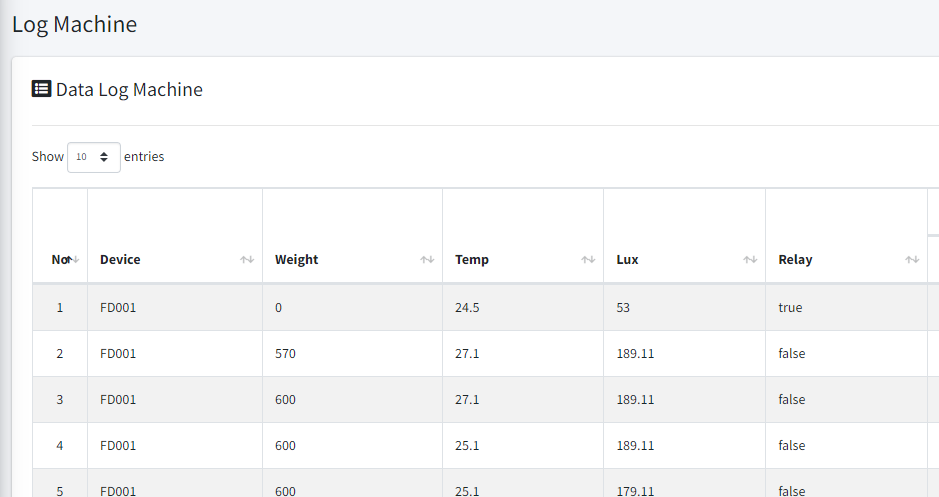 Log Machine
Data Log Machine
Show 10 entries
No Device Weight Temp Lux Relay
1 FD001 0 24.5 53 true
2 FD001 570 27.1 189.11 false
3 FD001 600 27.1 189.11 false
4 FD001 600 25.1 189.11 false
5 FD001 600 25.1 179.11 false